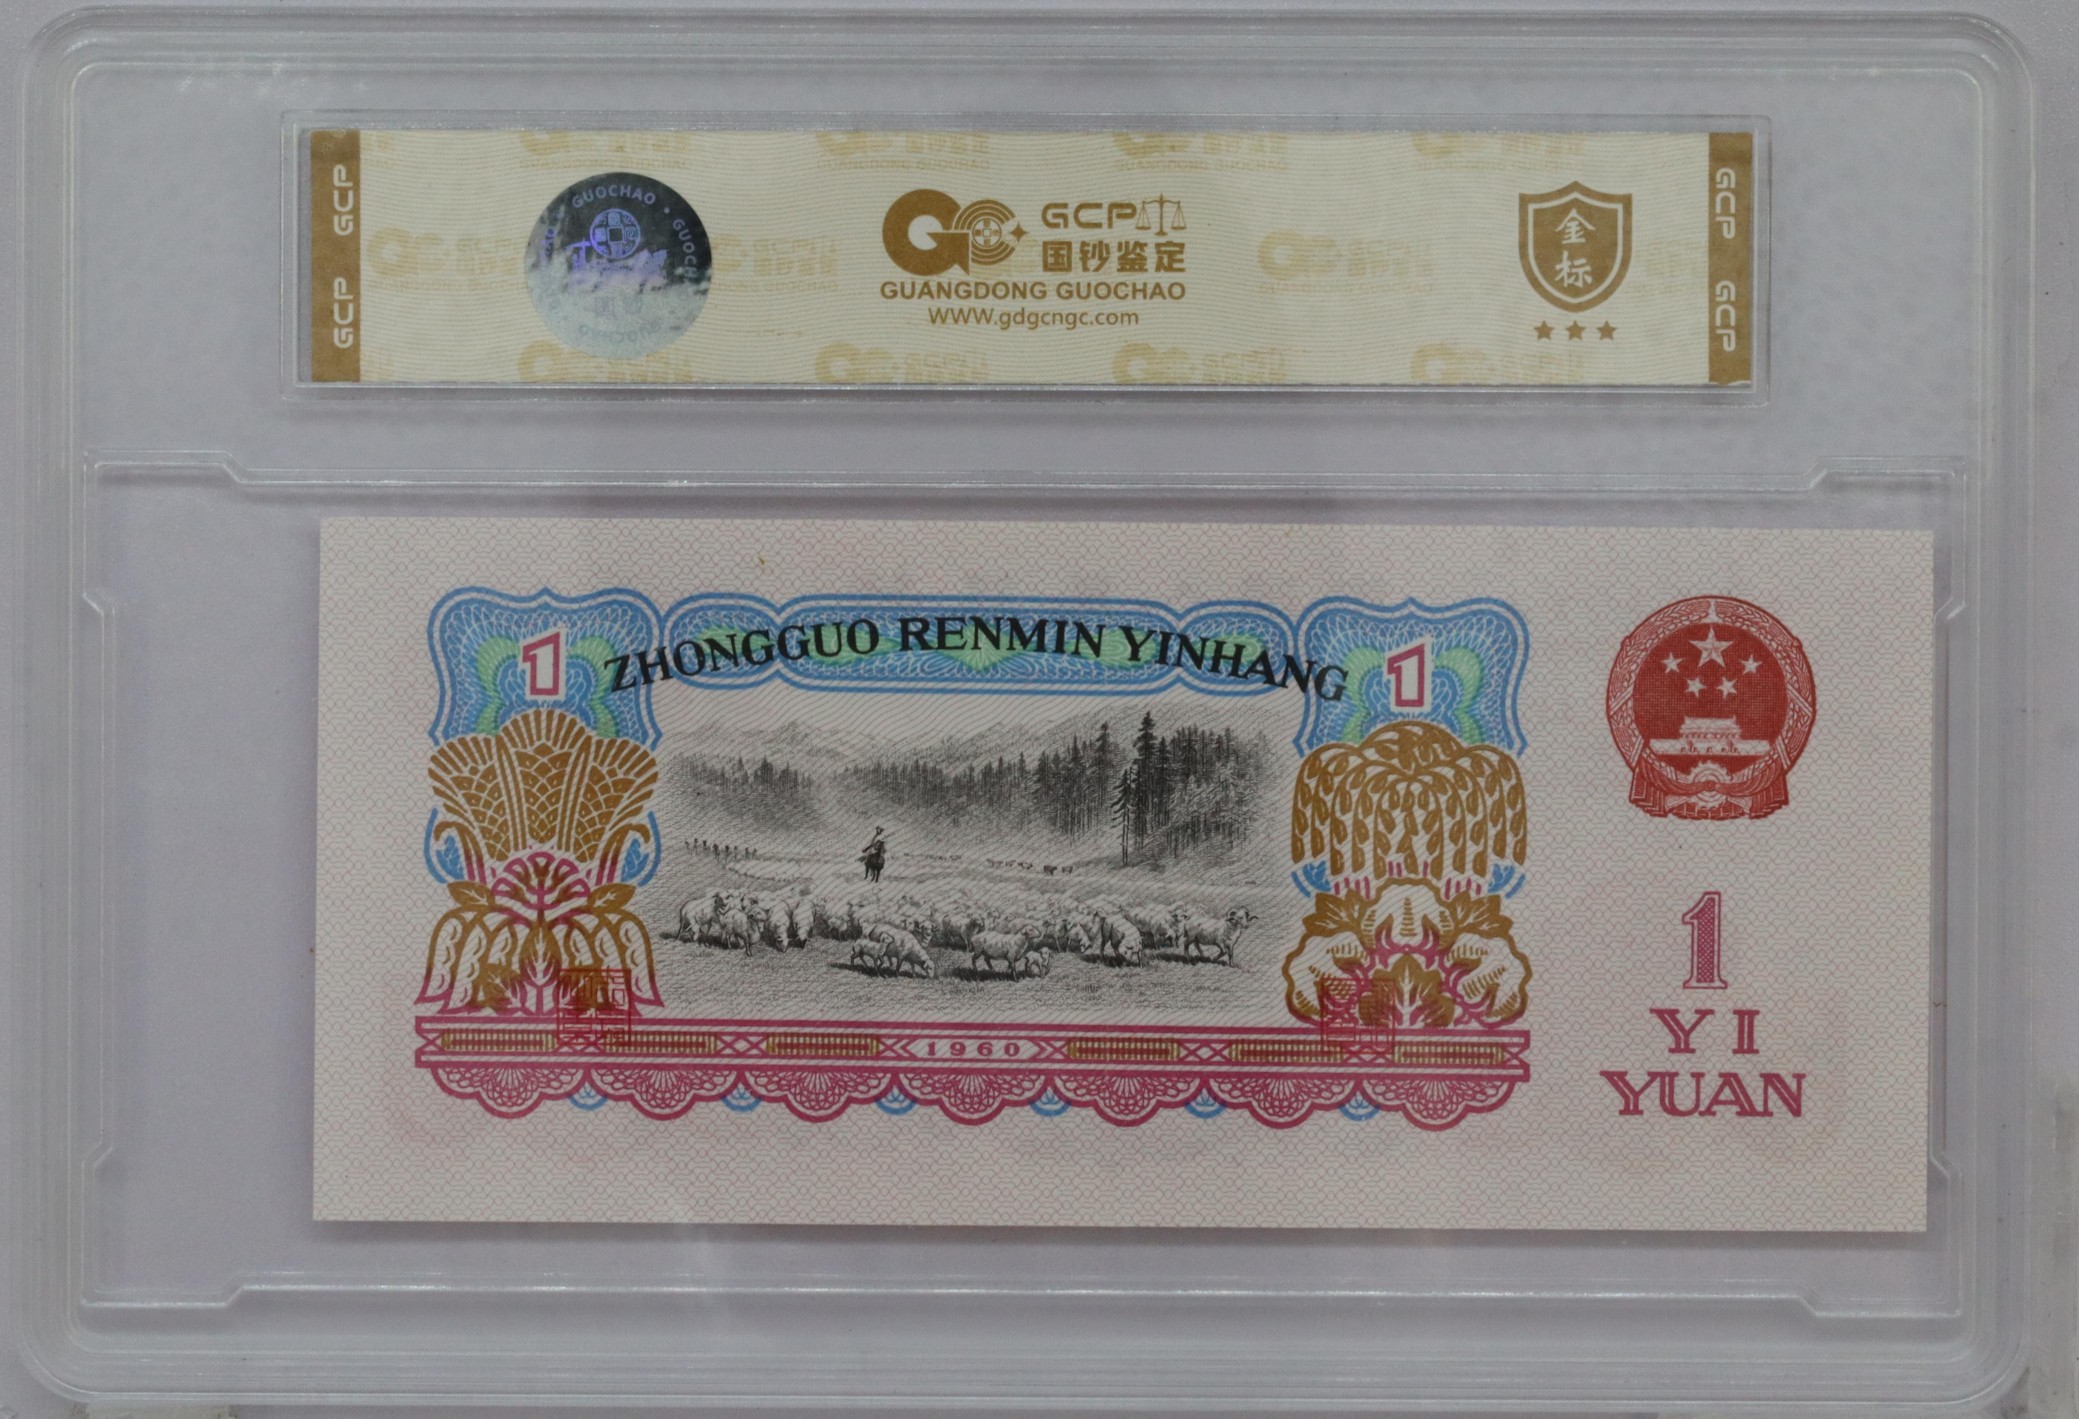 GCP GCP
GUOCHAO · GUOCH
GCP
国钞鉴定
GUANGDONG GUOCHAO
WWW.gdgcngc.com
金
标
GCP GCP
ZHONGGUO RENMIN YINHANG
1
1
1960
1
YI
YUAN